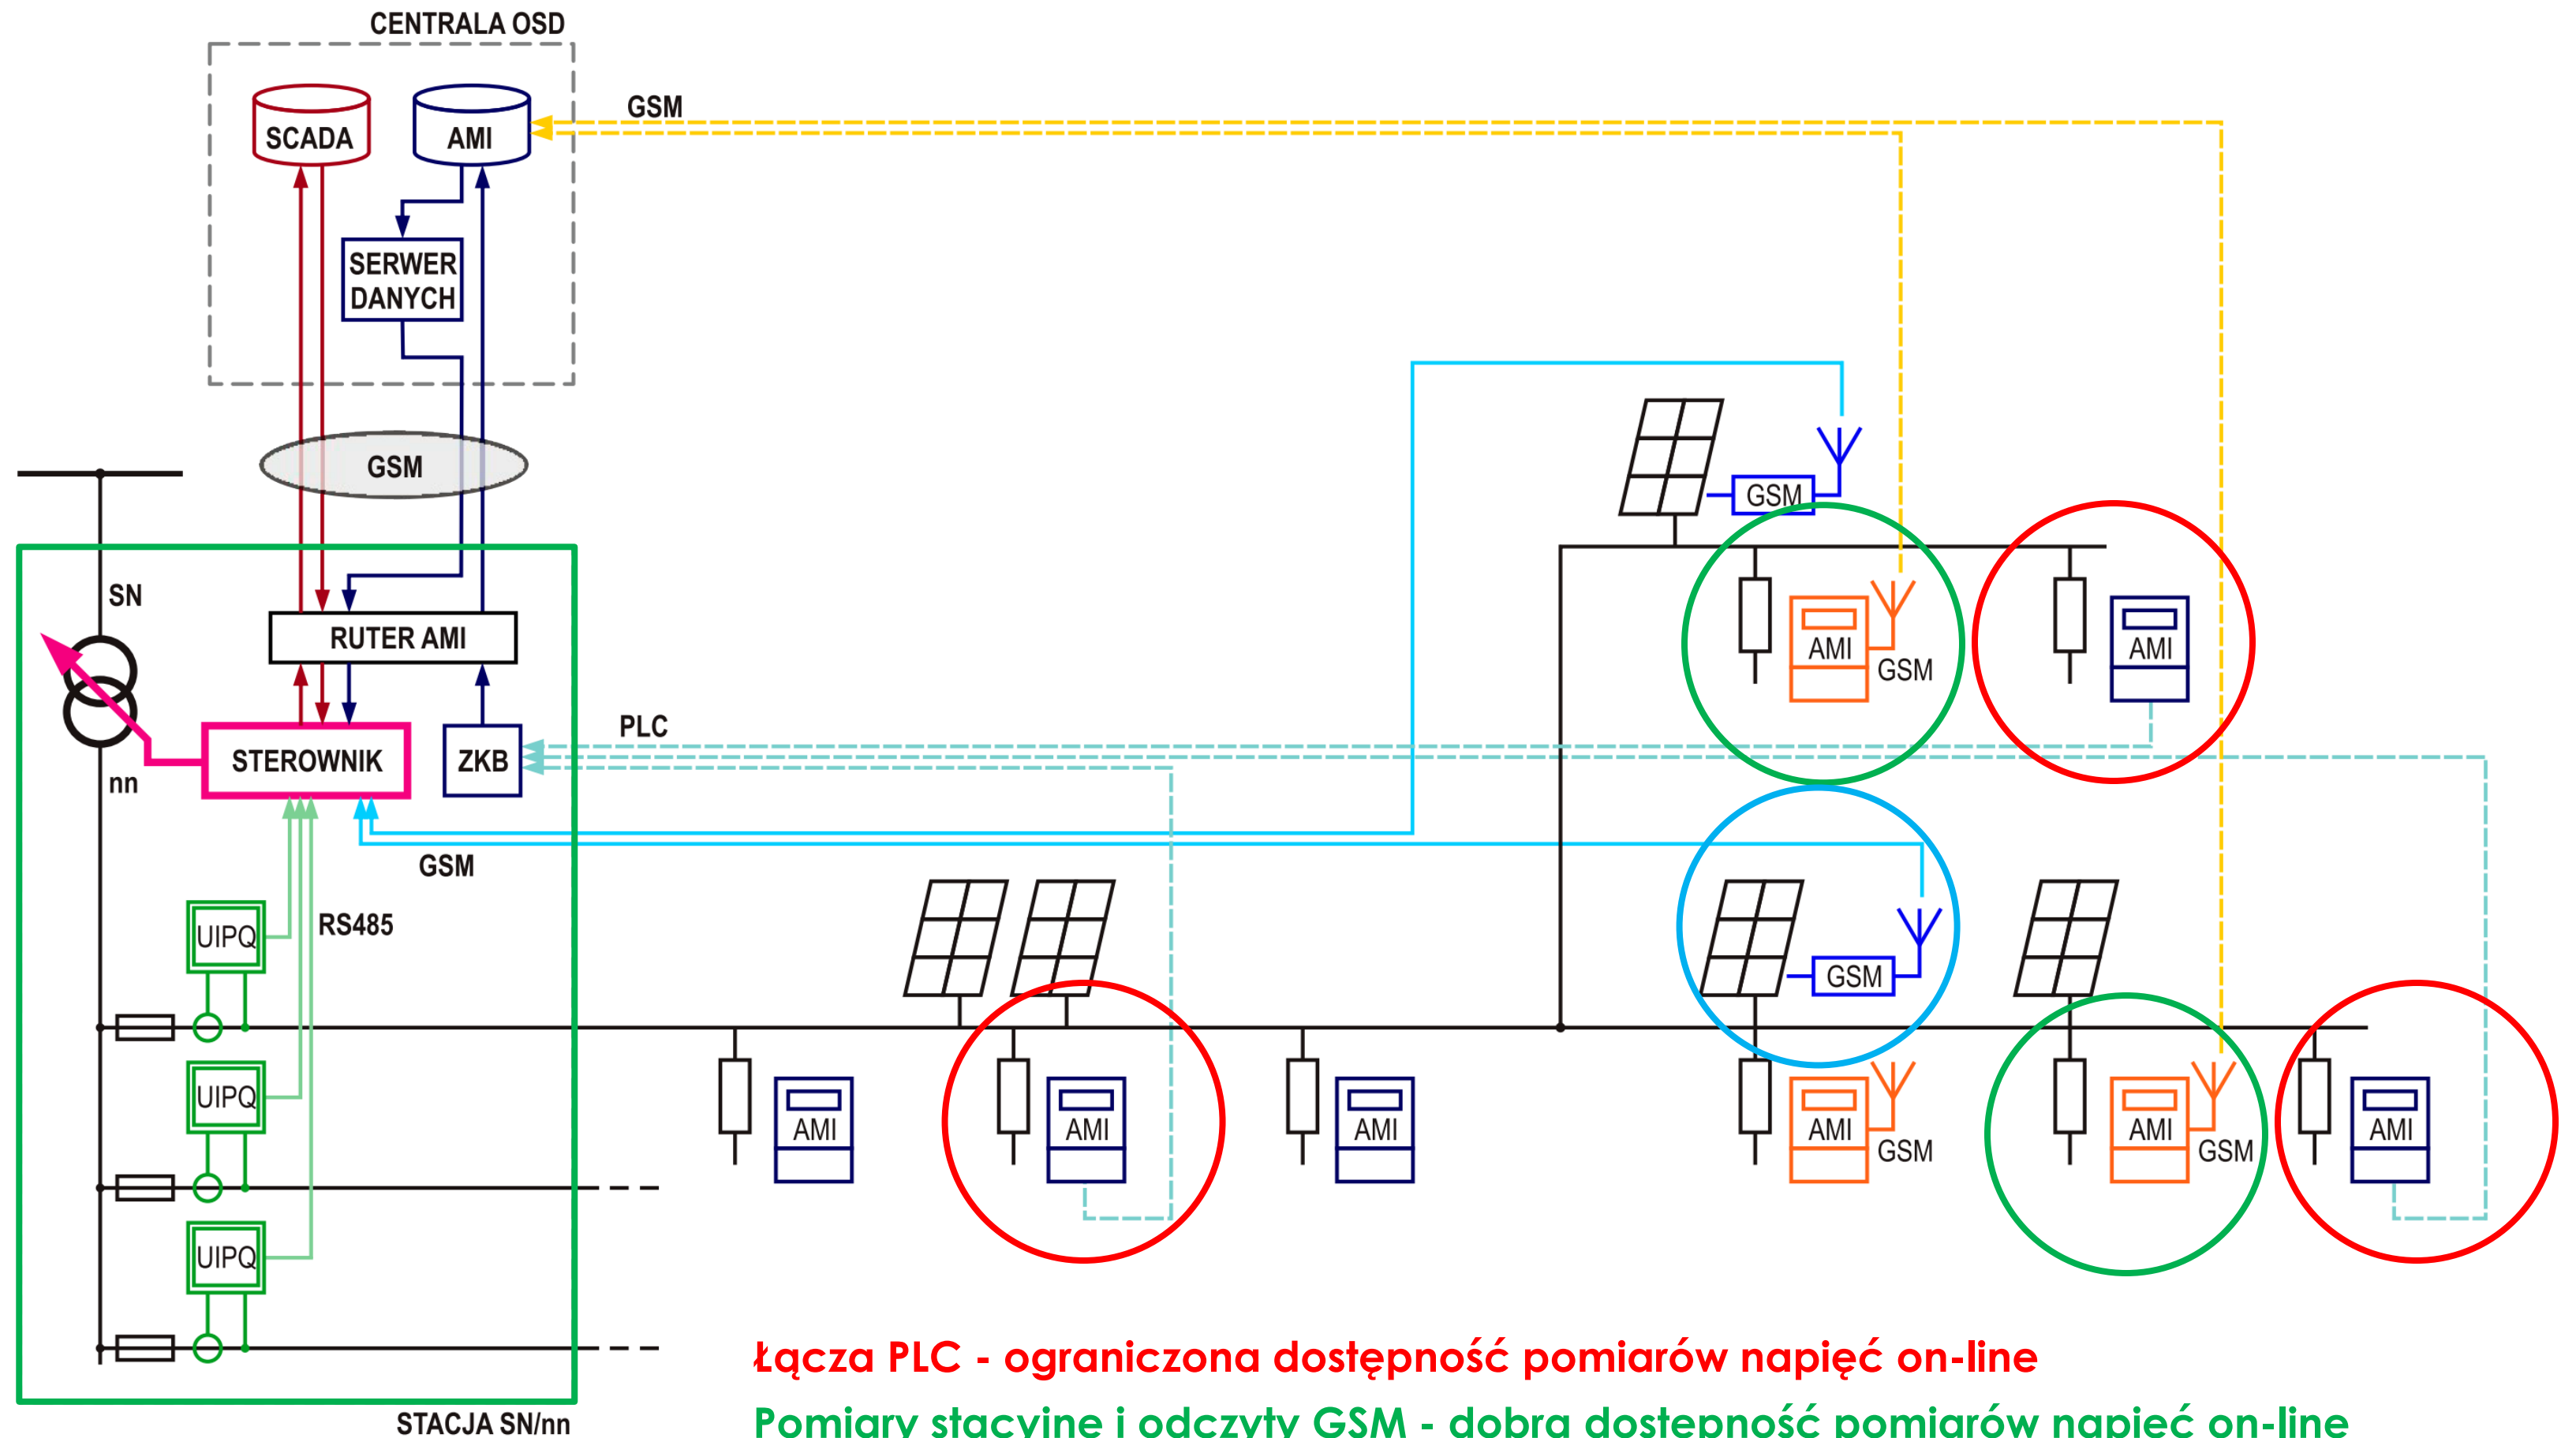 CENTRALA OSD
SCADA
AMI
GSM
SERWER
DANYCH
GSM
GSM
SN
RUTER AMI
AMI
GSM
AMI
PLC
STEROWNIK
ZKB
nn
GSM
RS485
UIPQ
GSM
UIPQ
AMI
AMI
AMI
AMI
GSM
AMI
GSM
AMI
UIPQ
Łącza PLC - ograniczona dostępność pomiarów napięć on-line
STACJA SN/nn
Pomiary stacyjne i odczyty GSM - dobra dostępność pomiarów napięć on-line